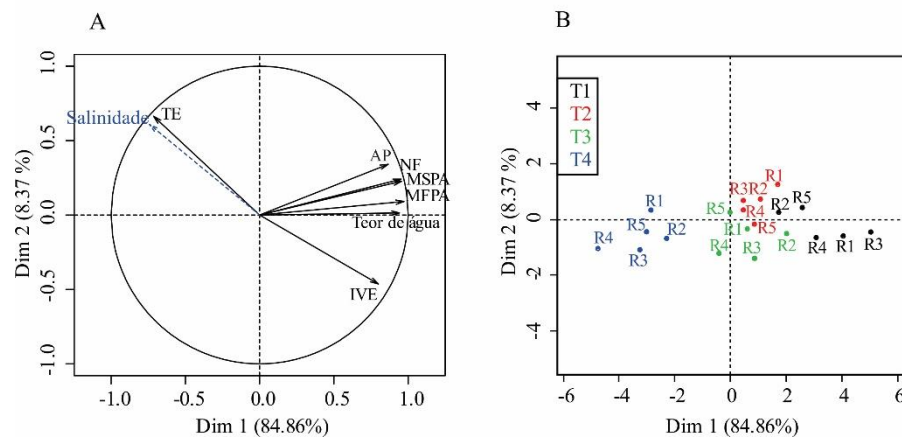 A
1.0
0.5
0.0
-0.5
-1.0
Dim 2 (8.37 %)
Salinidade
TE
AP
NF
MSPA
MFPA
Teor de água
IVE
-1.0
-0.5
0.0
0.5
1.0
Dim 1 (84.86%)
B
T1
T2
T3
T4
4
2
0
-2
-4
Dim 2 (8.37 %)
R1
R3R2
R5
R2
R5
R4
R1
R5
R1
R5
R2
R4
R3
R4
R3
R2
R4
R1
R3
-6
-4
-2
0
2
4
6
Dim 1 (84.86%)